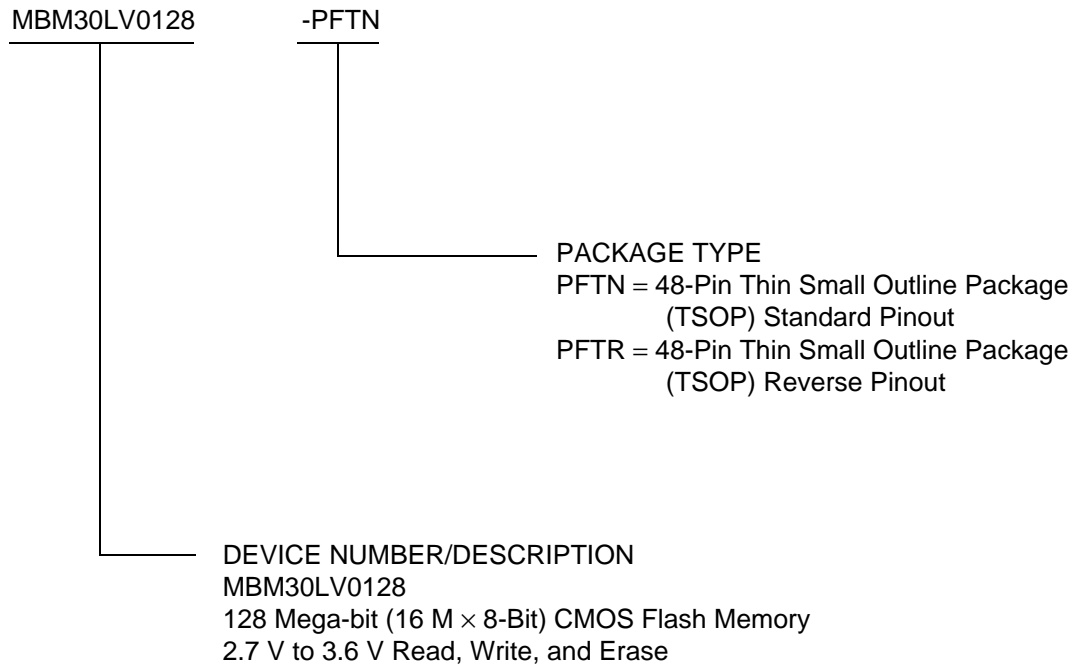 MBM30LV0128 -PFTN
PACKAGE TYPE
PFTN = 48-Pin Thin Small Outline Package
(TSOP) Standard Pinout
PFTR = 48-Pin Thin Small Outline Package
(TSOP) Reverse Pinout
DEVICE NUMBER/DESCRIPTION
MBM30LV0128
128 Mega-bit (16 M × 8-Bit) CMOS Flash Memory
2.7 V to 3.6 V Read, Write, and Erase